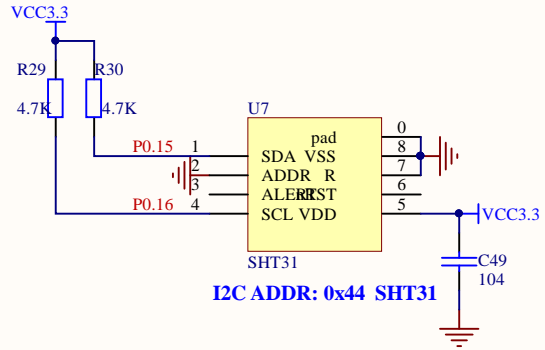 VCC3.3
R29 R30
4.7K 4.7K
U7
P0.15 1 SDA
2 ADDR
3 ALERT
P0.16 4 SCL
pad 0
VSS 8
R 7
RST 6
VDD 5
VCC3.3
SHT31
C49
104
I2C ADDR: 0x44 SHT31